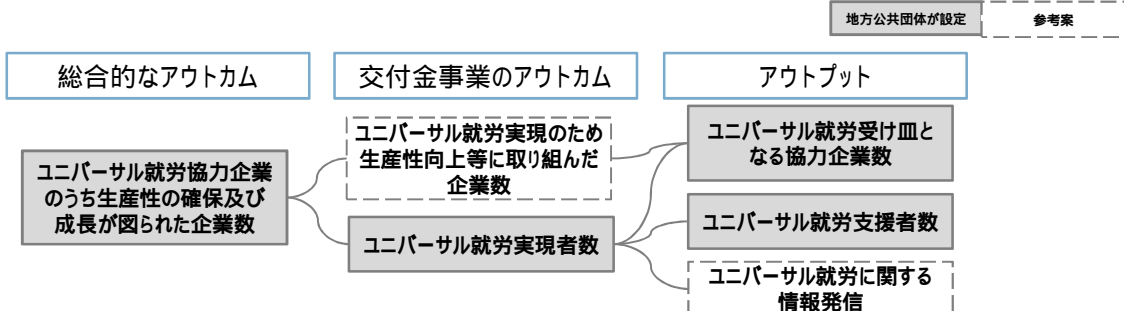 地方公共団体が設定
参考案
総合的なアウトカム
交付金事業のアウトカム
アウトプット
ユニバーサル就労協力企業
のうち生産性の確保及び
成長が図られた企業数
ユニバーサル就労実現のため
生産性向上等に取り組んだ
企業数
ユニバーサル就労実現者数
ユニバーサル就労受け皿と
なる協力企業数
ユニバーサル就労支援者数
ユニバーサル就労に関する
情報発信